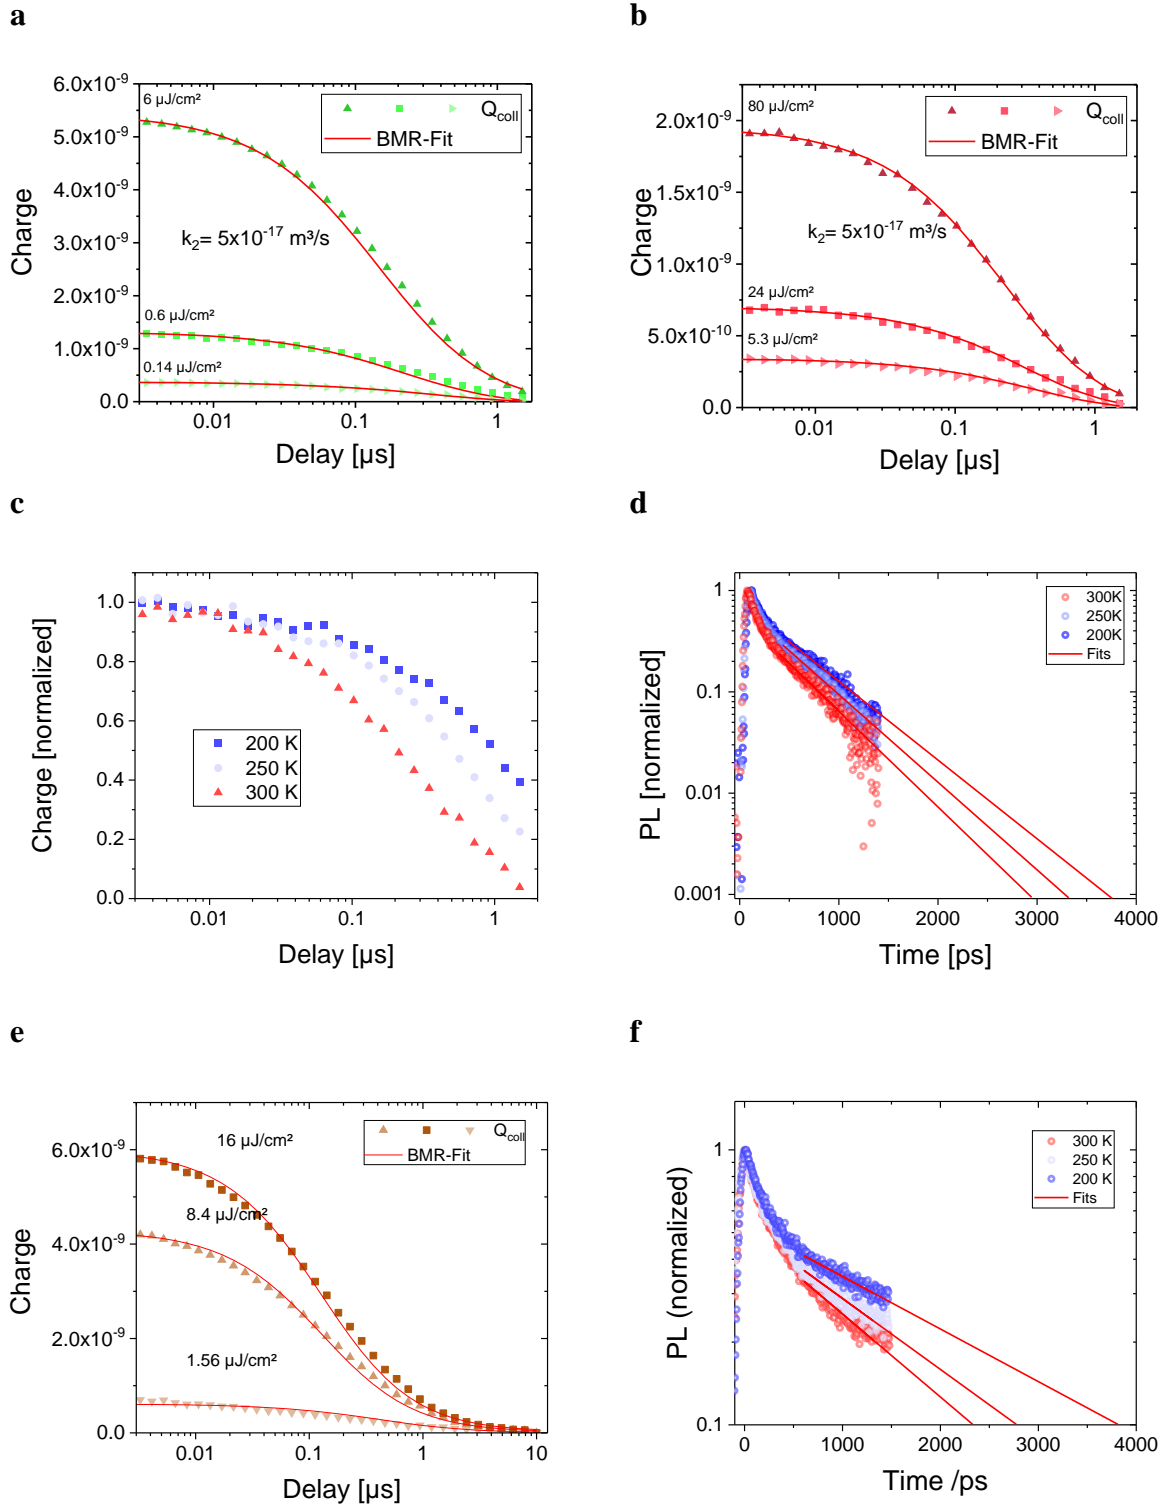 a
6.0x10⁻⁹
5.0x10⁻⁹
4.0x10⁻⁹
3.0x10⁻⁹
2.0x10⁻⁹
1.0x10⁻⁹
0.0
Charge
6 µJ/cm²
0.6 µJ/cm²
0.14 µJ/cm²
Q_coll
BMR-Fit
k₂= 5x10⁻¹⁷ m³/s
0.01 0.1 1
Delay [µs]
b
2.0x10⁻⁹
1.5x10⁻⁹
1.0x10⁻⁹
5.0x10⁻¹⁰
0.0
Charge
80 µJ/cm²
24 µJ/cm²
5.3 µJ/cm²
Q_coll
BMR-Fit
k₂= 5x10⁻¹⁷ m³/s
0.01 0.1 1
Delay [µs]
c
1.0
0.8
0.6
0.4
0.2
0.0
Charge [normalized]
200 K
250 K
300 K
0.01 0.1 1
Delay [µs]
d
1
0.1
0.01
0.001
PL [normalized]
300K
250K
200K
Fits
0 1000 2000 3000 4000
Time [ps]
e
6.0x10⁻⁹
4.0x10⁻⁹
2.0x10⁻⁹
0.0
Charge
16 µJ/cm²
8.4 µJ/cm²
1.56 µJ/cm²
Q_coll
BMR-Fit
0.01 0.1 1 10
Delay [µs]
f
1
0.1
PL (normalized)
300 K
250 K
200 K
Fits
0 1000 2000 3000 4000
Time /ps